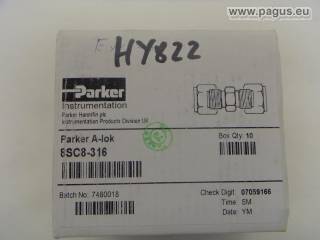 © www.pagus.eu
HY822
Parker
Instrumentation
Parker Hannifin plc
Instrumentation Products Division UK
Parker A-lok
Box Qty: 10
8SC8-316
Batch No: 7480018
Check Digit: 07059166
Time: SM
Date: YM